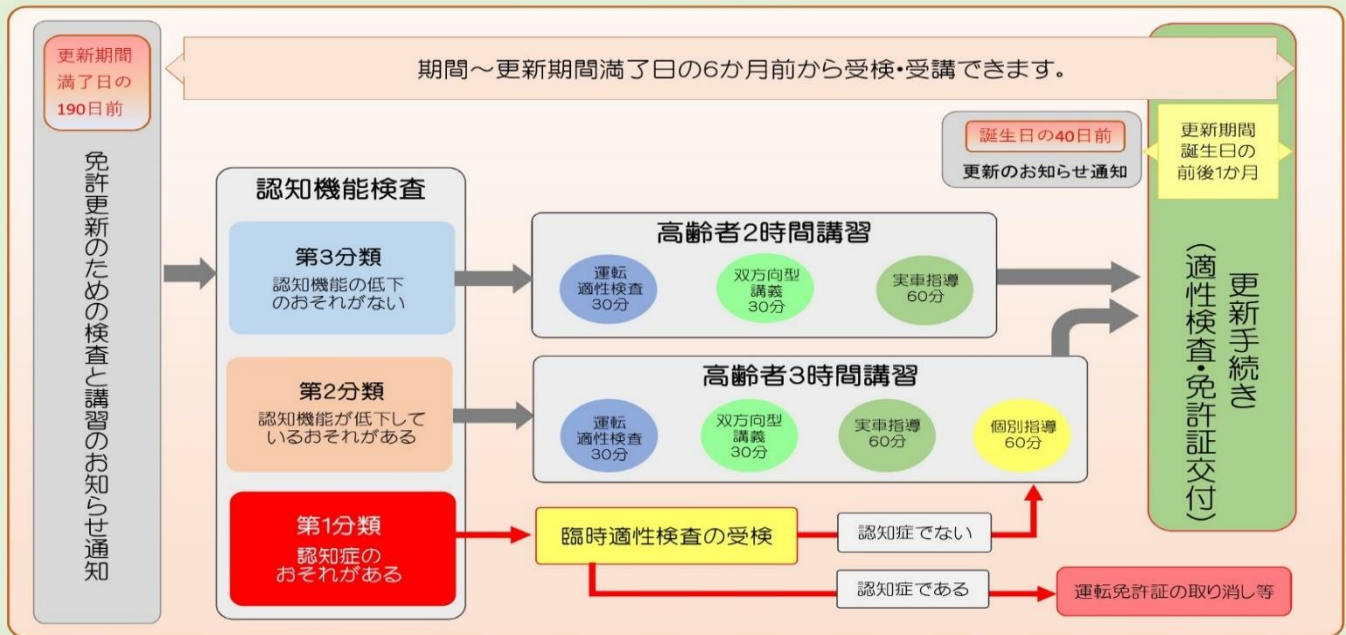 更新期間
満了日の
190日前
免許更新のための検査と講習のお知らせ通知
期間～更新期間満了日の6か月前から受検・受講できます。
誕生日の40日前
更新のお知らせ通知
更新期間
誕生日の
前後1か月
更新手続き
(適性検査・免許証交付)
認知機能検査
第3分類
認知機能の低下
のおそれがない
高齢者2時間講習
運転
適性検査
30分
双方向型
講義
30分
実車指導
60分
第2分類
認知機能が低下して
いるおそれがある
高齢者3時間講習
運転
適性検査
30分
双方向型
講義
30分
実車指導
60分
個別指導
60分
第1分類
認知症の
おそれがある
臨時適性検査の受検
認知症でない
認知症である
運転免許証の取り消し等